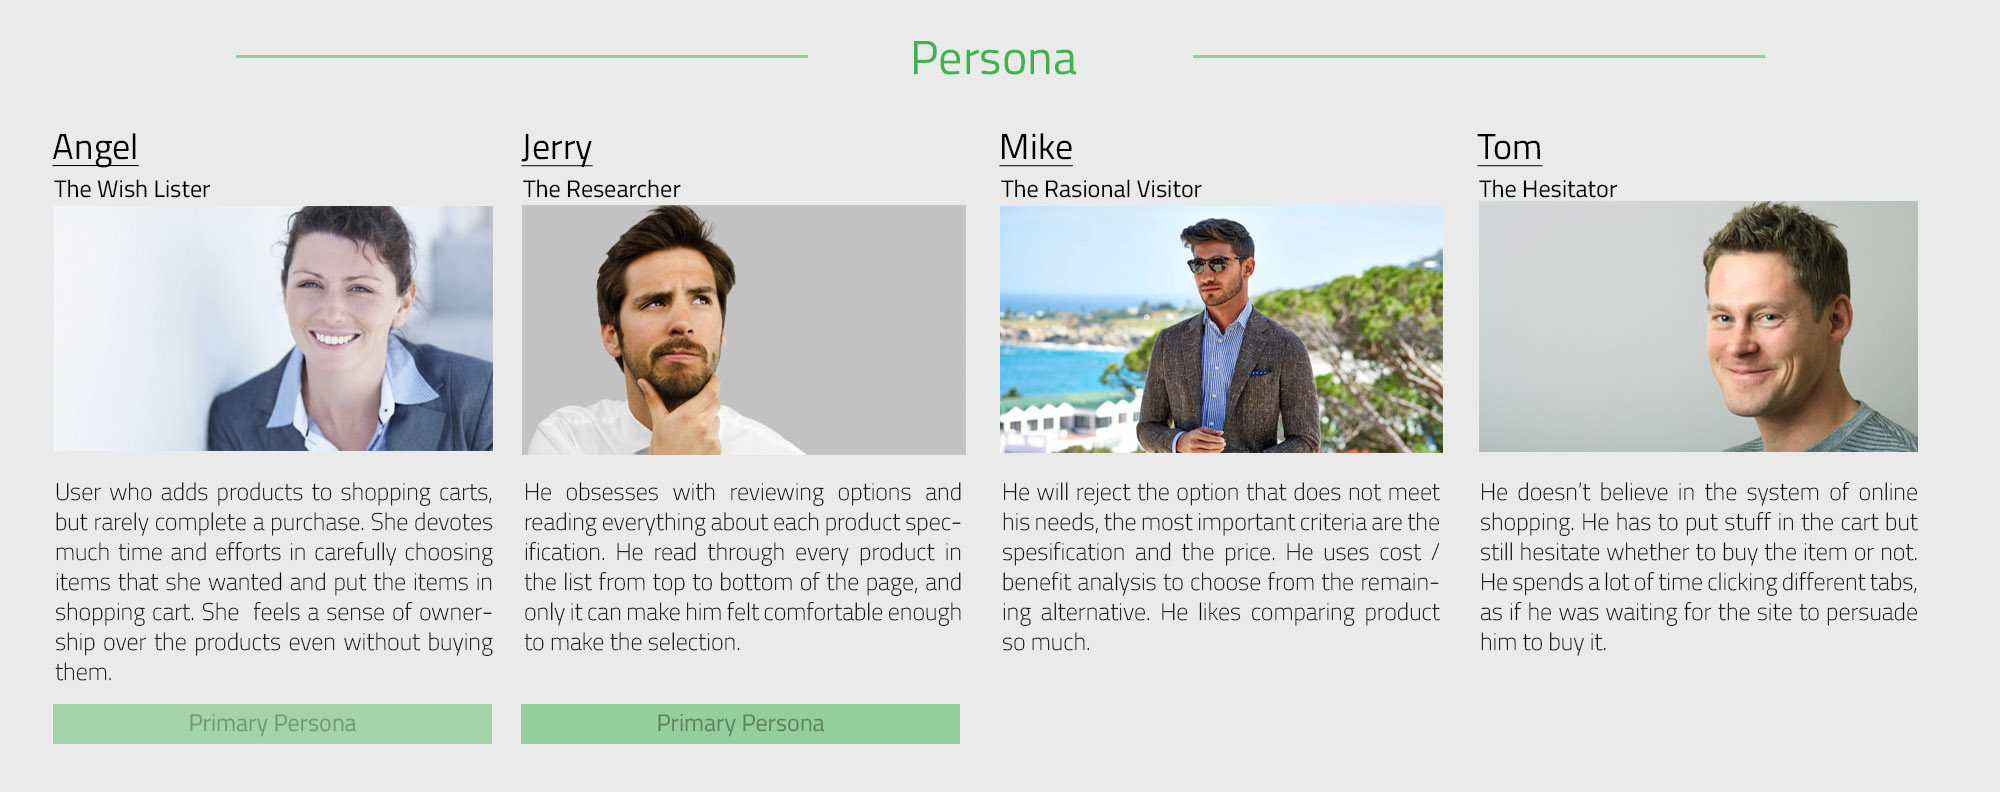 Persona
Angel
The Wish Lister
User who adds products to shopping carts,
but rarely complete a purchase. She devotes
much time and efforts in carefully choosing
items that she wanted and put the items in
shopping cart. She  feels a sense of owner-
ship over the products even without buying
them.
Primary Persona
Jerry
The Researcher
He obsesses with reviewing options and
reading everything about each product spec-
ification. He read through every product in
the list from top to bottom of the page, and
only it can make him felt comfortable enough
to make the selection.
Primary Persona
Mike
The Rasional Visitor
He will reject the option that does not meet
his needs, the most important criteria are the
spesification and the price. He uses cost /
benefit analysis to choose from the remain-
ing alternative. He likes comparing product
so much.
Tom
The Hesitator
He doesn't believe in the system of online
shopping. He has to put stuff in the cart but
still hesitate whether to buy the item or not.
He spends a lot of time clicking different tabs,
as if he was waiting for the site to persuade
him to buy it.